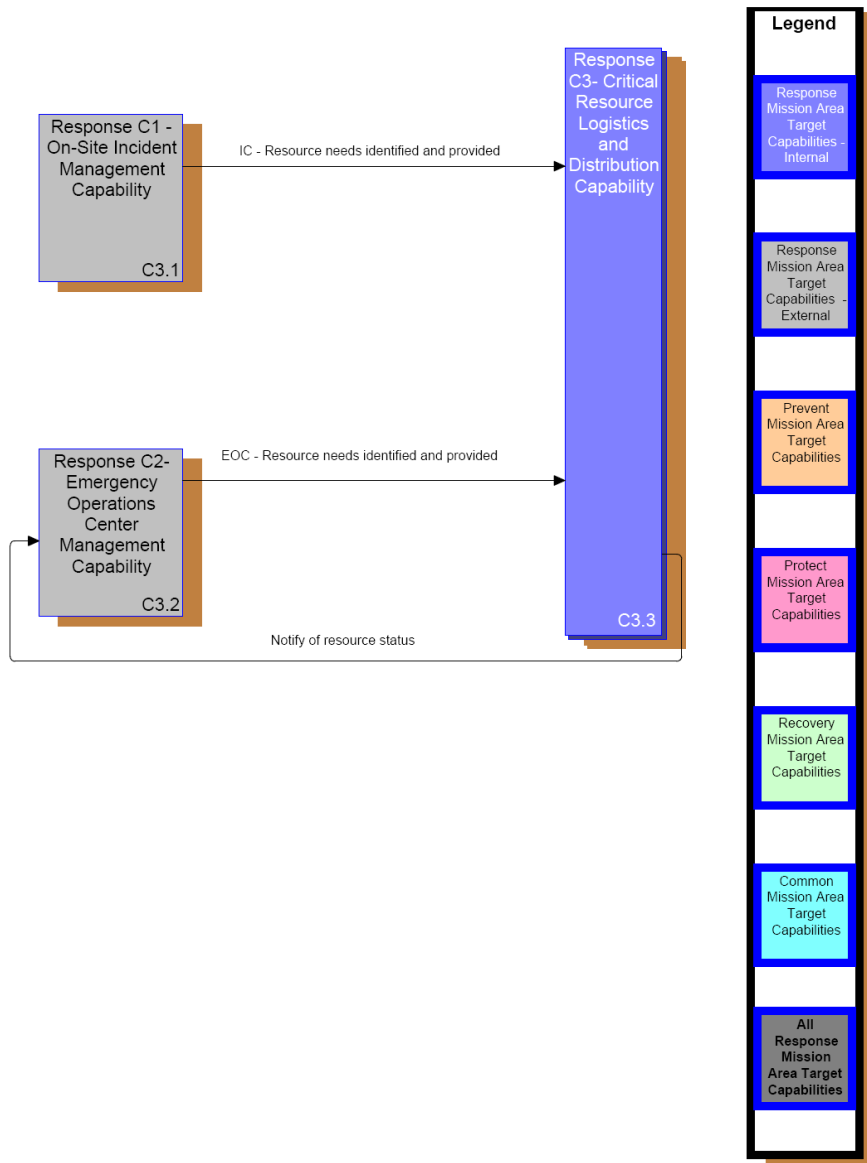 Response C1 -
On-Site Incident
Management
Capability
C3.1
IC - Resource needs identified and provided
Response
C3- Critical
Resource
Logistics
and
Distribution
Capability
C3.3
Response C2-
Emergency
Operations
Center
Management
Capability
C3.2
EOC - Resource needs identified and provided
Notify of resource status
Legend
Response
Mission Area
Target
Capabilities -
Internal
Response
Mission Area
Target
Capabilities -
External
Prevent
Mission Area
Target
Capabilities
Protect
Mission Area
Target
Capabilities
Recovery
Mission Area
Target
Capabilities
Common
Mission Area
Target
Capabilities
All
Response
Mission
Area Target
Capabilities